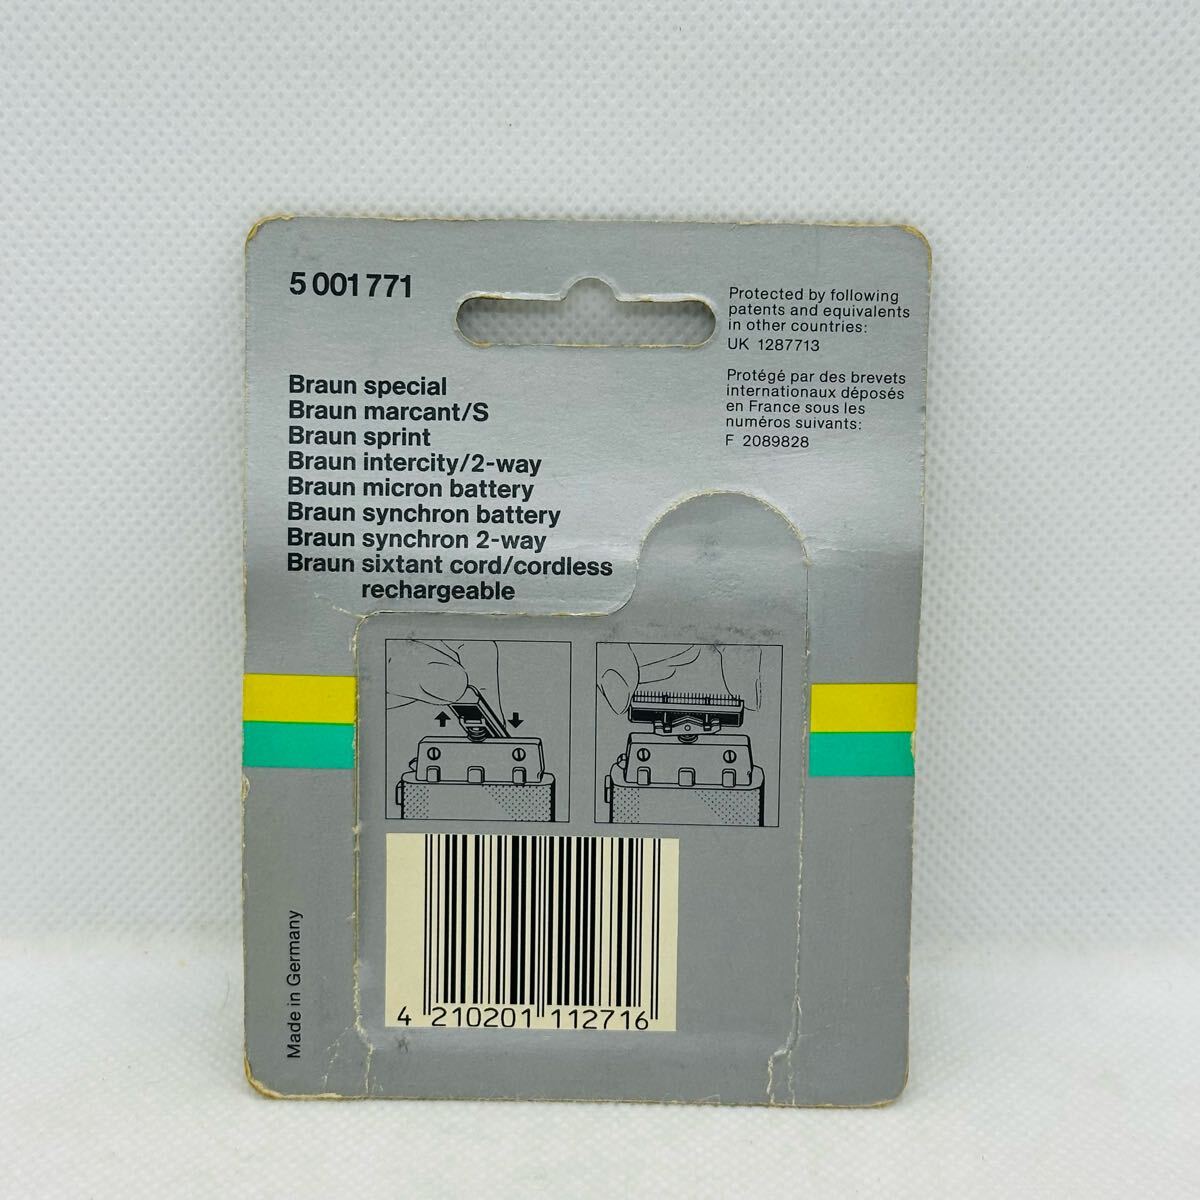 5 001 771
Protected by following
patents and equivalents
in other countries:
UK 1287713
Protégé par des brevets
internationaux déposés
en France sous les
numéros suivants:
F 2089828
Braun special
Braun marcant/S
Braun sprint
Braun intercity/2-way
Braun micron battery
Braun synchron battery
Braun synchron 2-way
Braun sixtant cord/cordless
rechargeable
Made in Germany
4 210201 112716